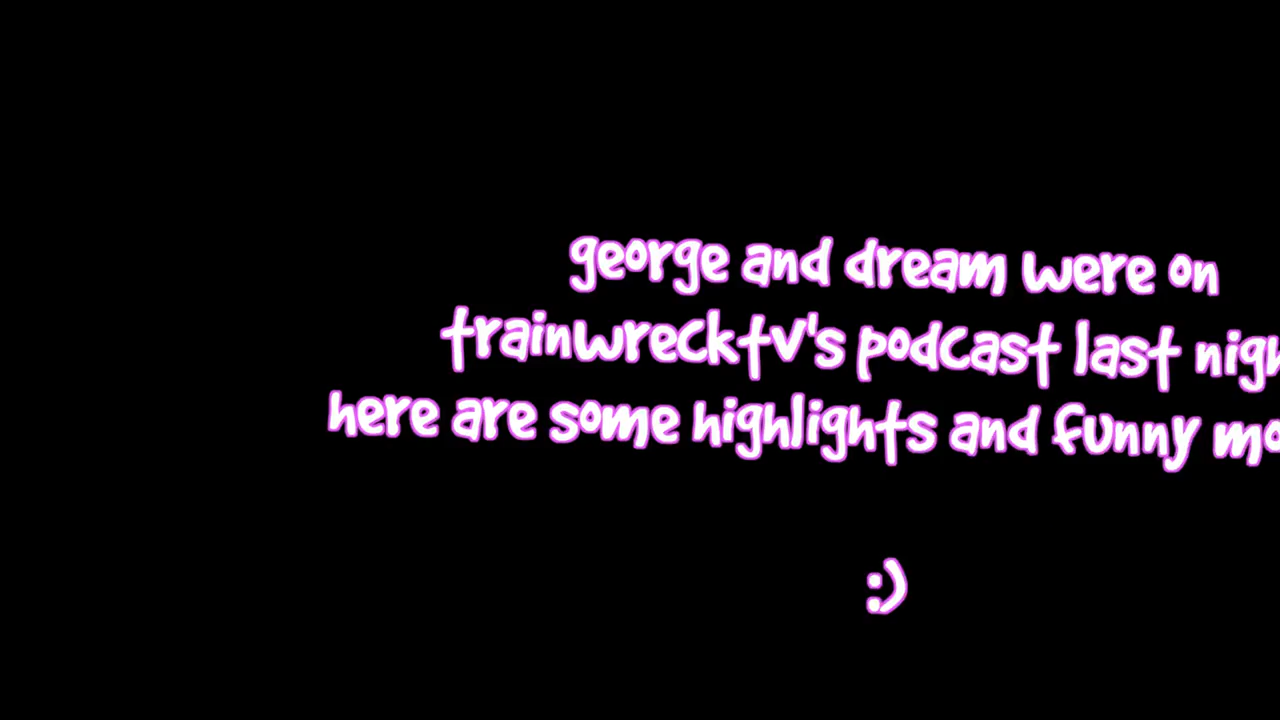 george and dream were on
trainwrecktv's podcast last
here are some highlights and funny
:)